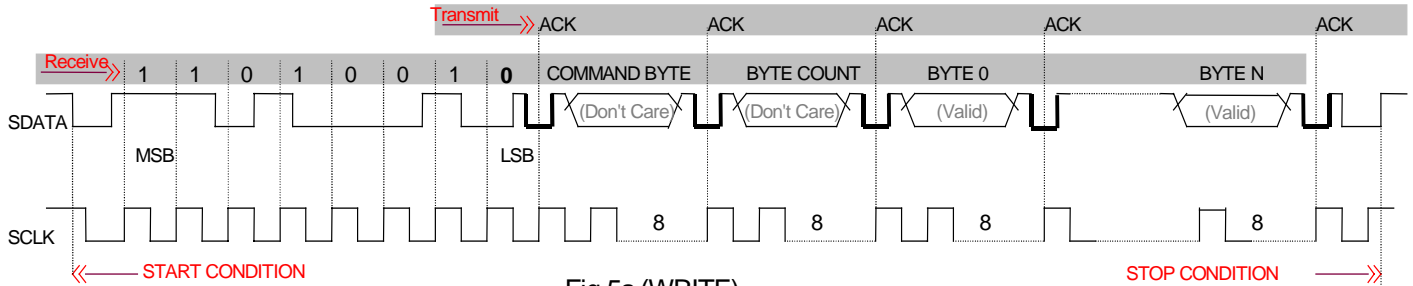 Transmit ACK ACK ACK ACK ACK
Receive 1 1 0 1 0 0 1 0 COMMAND BYTE BYTE COUNT BYTE 0 BYTE N
SDATA (Don't Care) (Don't Care) (Valid) (Valid)
MSB LSB
SCLK 8 8 8 8
START CONDITION STOP CONDITION